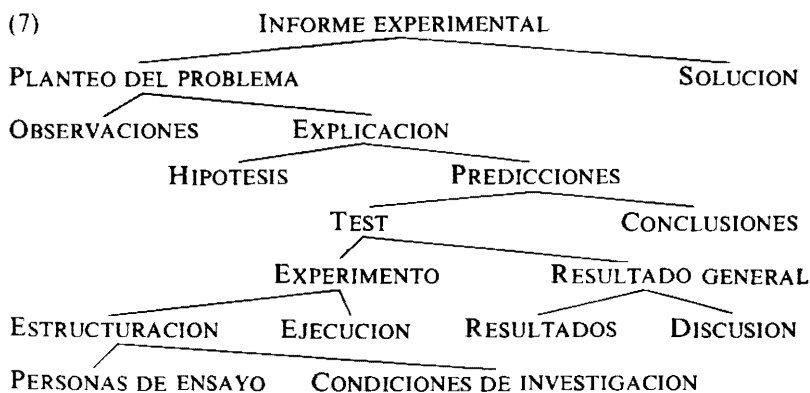 (7) INFORME EXPERIMENTAL
PLANTEO DEL PROBLEMA SOLUCION
OBSERVACIONES EXPLICACION
HIPOTESIS PREDICCIONES
TEST CONCLUSIONES
EXPERIMENTO RESULTADO GENERAL
ESTRUCTURACION EJECUCION RESULTADOS DISCUSION
PERSONAS DE ENSAYO CONDICIONES DE INVESTIGACION